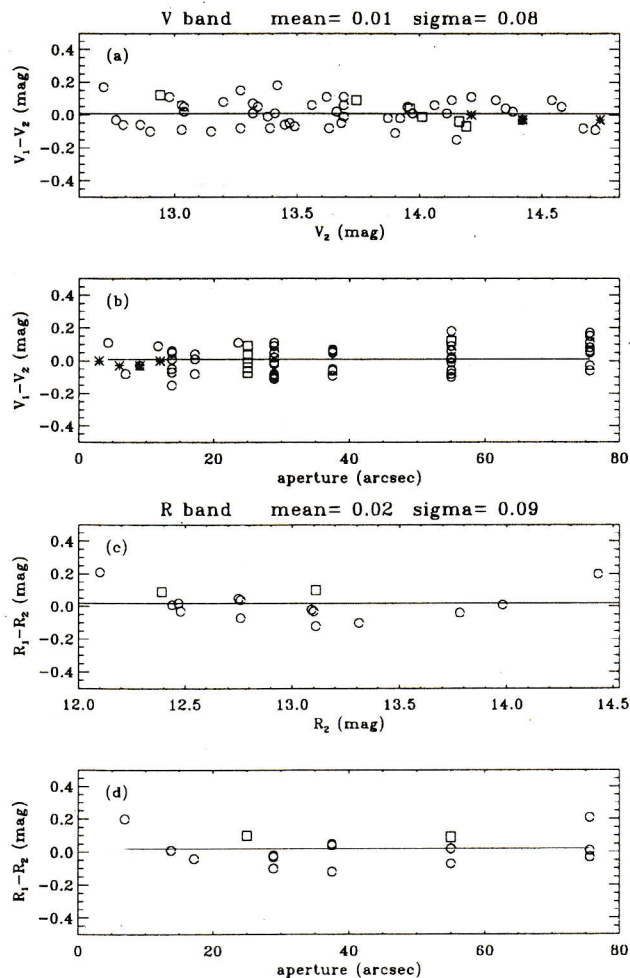 V band mean= 0.01 sigma= 0.08
(a)
0.4
0.2
0.0
-0.2
-0.4
V₁-V₂ (mag)
13.0 13.5 14.0 14.5
V₂ (mag)
(b)
0.4
0.2
0.0
-0.2
-0.4
V₁-V₂ (mag)
0 20 40 60 80
aperture (arcsec)
R band mean= 0.02 sigma= 0.09
(c)
0.4
0.2
0.0
-0.2
-0.4
R₁-R₂ (mag)
12.0 12.5 13.0 13.5 14.0 14.5
R₂ (mag)
(d)
0.4
0.2
0.0
-0.2
-0.4
R₁-R₂ (mag)
0 20 40 60 80
aperture (arcsec)